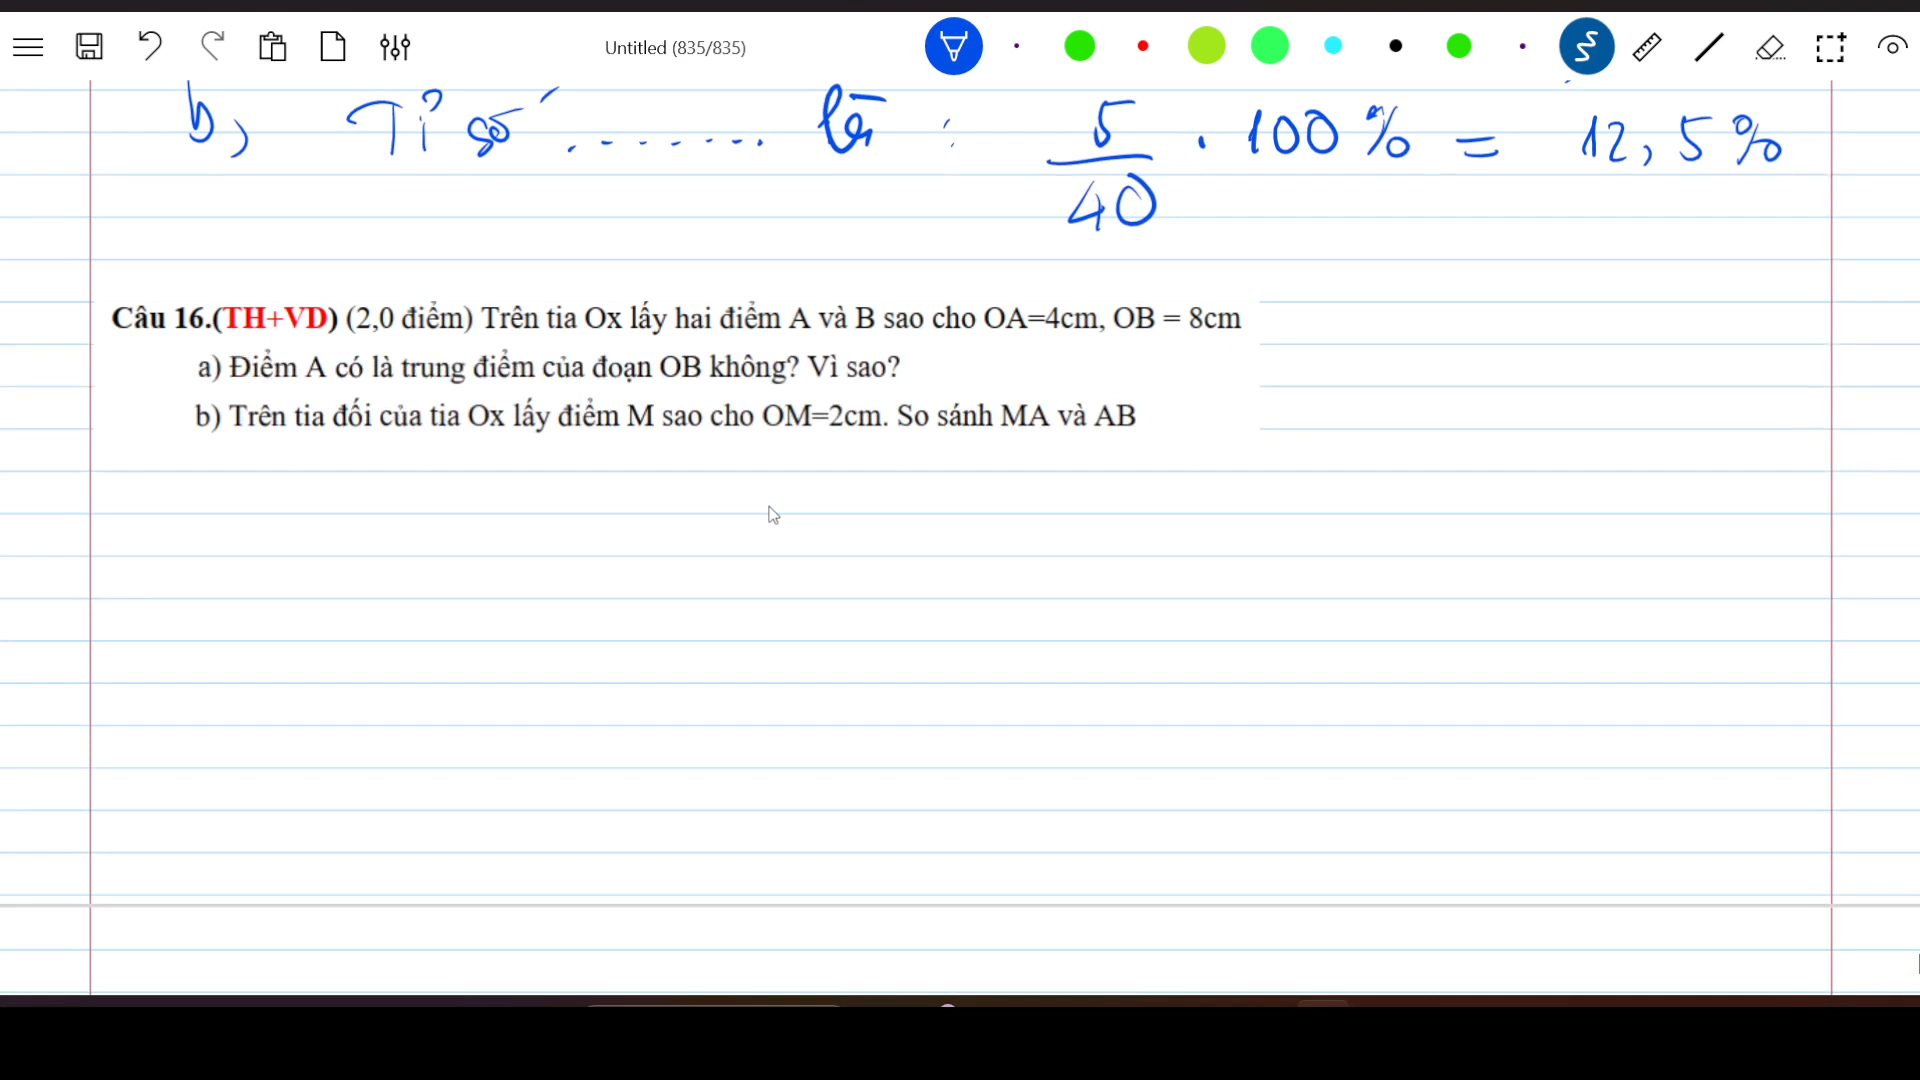 Untitled (835/835)
b) Tỉ số ....... là : 5/40 . 100 % = 12,5 %
Câu 16.(TH+VD) (2,0 điểm) Trên tia Ox lấy hai điểm A và B sao cho OA=4cm, OB = 8cm
a) Điểm A có là trung điểm của đoạn OB không? Vì sao?
b) Trên tia đối của tia Ox lấy điểm M sao cho OM=2cm. So sánh MA và AB